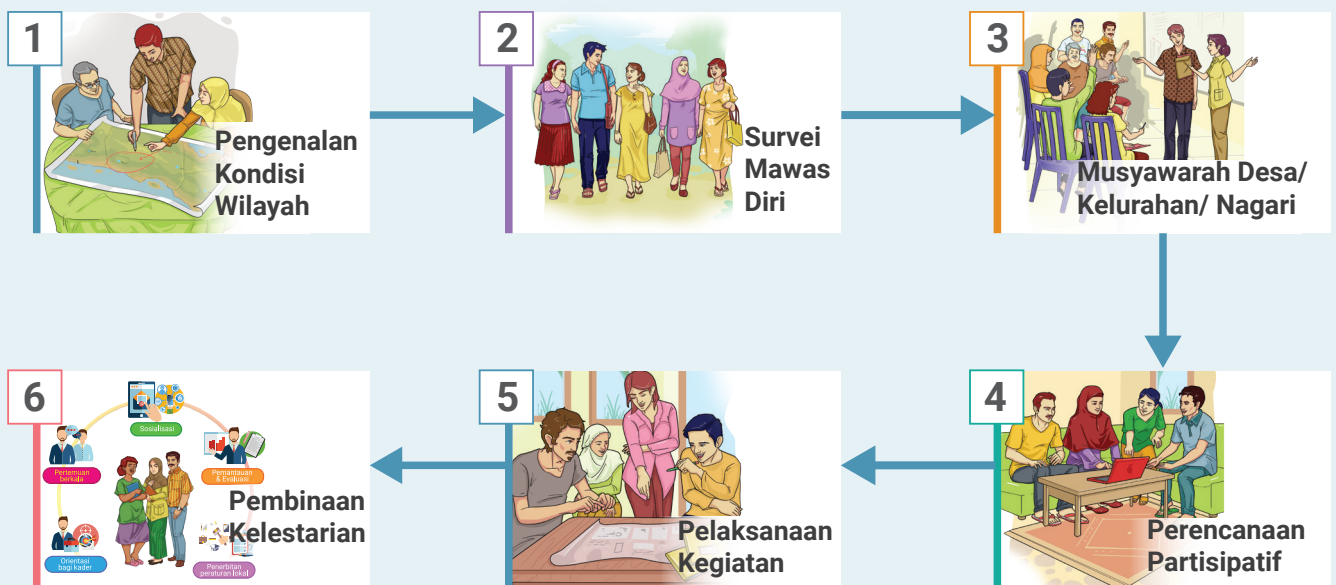 1
Pengenalan
Kondisi
Wilayah
2
Survei
Mawas
Diri
3
Musyawarah Desa/
Kelurahan/ Nagari
4
Perencanaan
Partisipatif
5
Pelaksanaan
Kegiatan
6
Sosialisasi
Pertemuan
berkala
Pemantauan
& Evaluasi
Pembinaan
Kelestarian
Orientasi
bagi kader
Penerbitan
peraturan lokal